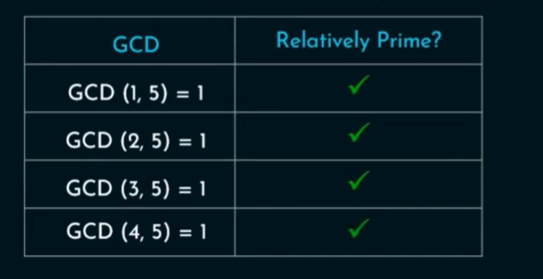 GCD Relatively Prime?
GCD (1, 5) = 1 ✓
GCD (2, 5) = 1 ✓
GCD (3, 5) = 1 ✓
GCD (4, 5) = 1 ✓